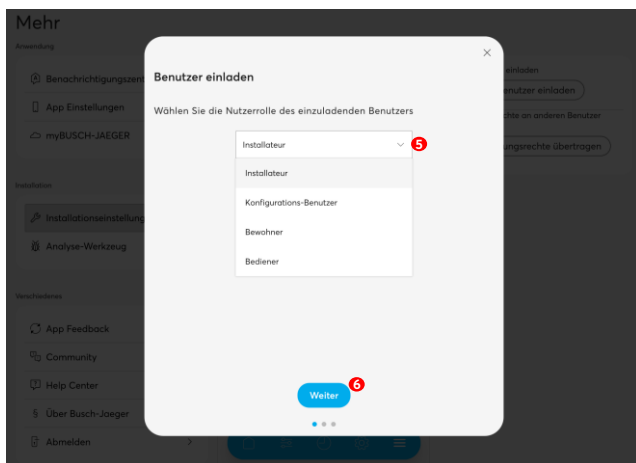 Mehr
Anwendung
Benachrichtigungszen
App Einstellungen
myBUSCH-JAEGER
Installation
Installationseinstellung
Analyse-Werkzeug
Verschiedenes
App Feedback
Community
Help Center
§ Über Busch-Jaeger
Abmelden
Benutzer einladen
Wählen Sie die Nutzerrolle des einzuladenden Benutzers
Installateur
5
Installateur
Konfigurations-Benutzer
Bewohner
Bediener
6
Weiter
einladen
enutzer einladen
chte an anderen Benutzer
ungsrechte übertragen